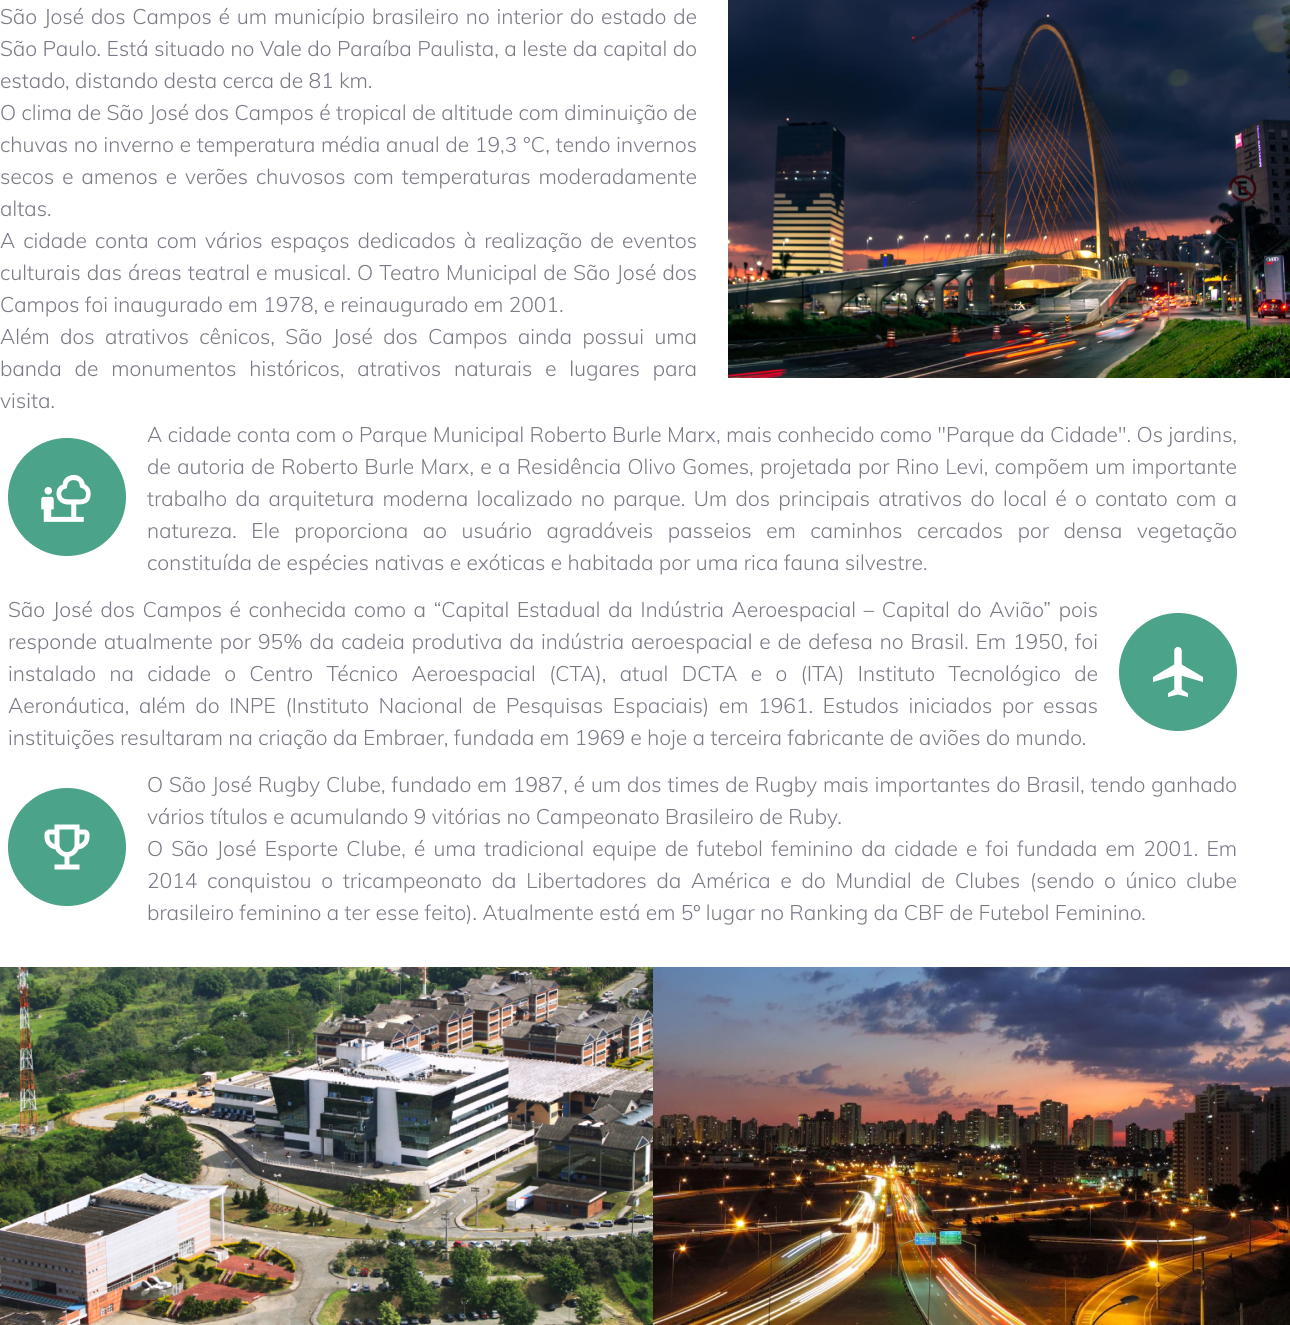 São José dos Campos é um município brasileiro no interior do estado de
São Paulo. Está situado no Vale do Paraíba Paulista, a leste da capital do
estado, distando desta cerca de 81 km.
O clima de São José dos Campos é tropical de altitude com diminuição de
chuvas no inverno e temperatura média anual de 19,3 °C, tendo invernos
secos e amenos e verões chuvosos com temperaturas moderadamente
altas.
A cidade conta com vários espaços dedicados à realização de eventos
culturais das áreas teatral e musical. O Teatro Municipal de São José dos
Campos foi inaugurado em 1978, e reinaugurado em 2001.
Além dos atrativos cênicos, São José dos Campos ainda possui uma
banda de monumentos históricos, atrativos naturais e lugares para
visita.
A cidade conta com o Parque Municipal Roberto Burle Marx, mais conhecido como "Parque da Cidade". Os jardins,
de autoria de Roberto Burle Marx, e a Residência Olivo Gomes, projetada por Rino Levi, compõem um importante
trabalho da arquitetura moderna localizado no parque. Um dos principais atrativos do local é o contato com a
natureza. Ele proporciona ao usuário agradáveis passeios em caminhos cercados por densa vegetação
constituída de espécies nativas e exóticas e habitada por uma rica fauna silvestre.
São José dos Campos é conhecida como a “Capital Estadual da Indústria Aeroespacial – Capital do Avião” pois
responde atualmente por 95% da cadeia produtiva da indústria aeroespacial e de defesa no Brasil. Em 1950, foi
instalado na cidade o Centro Técnico Aeroespacial (CTA), atual DCTA e o (ITA) Instituto Tecnológico de
Aeronáutica, além do INPE (Instituto Nacional de Pesquisas Espaciais) em 1961. Estudos iniciados por essas
instituições resultaram na criação da Embraer, fundada em 1969 e hoje a terceira fabricante de aviões do mundo.
O São José Rugby Clube, fundado em 1987, é um dos times de Rugby mais importantes do Brasil, tendo ganhado
vários títulos e acumulando 9 vitórias no Campeonato Brasileiro de Ruby.
O São José Esporte Clube, é uma tradicional equipe de futebol feminino da cidade e foi fundada em 2001. Em
2014 conquistou o tricampeonato da Libertadores da América e do Mundial de Clubes (sendo o único clube
brasileiro feminino a ter esse feito). Atualmente está em 5º lugar no Ranking da CBF de Futebol Feminino.